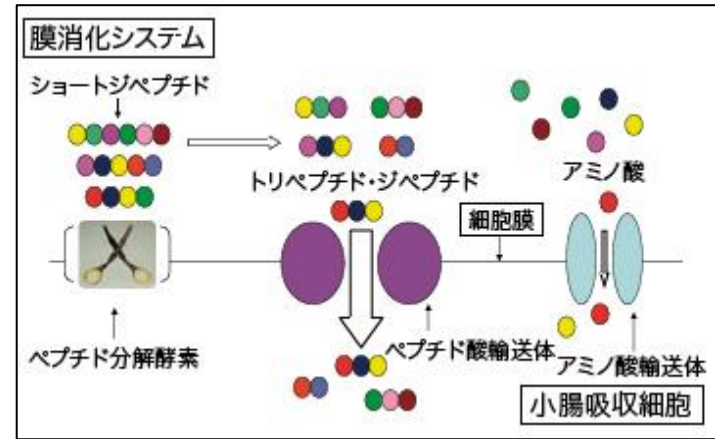 膜消化システム
ショートジペプチド
トリペプチド・ジペプチド
アミノ酸
細胞膜
ペプチド分解酵素
ペプチド酸輸送体
アミノ酸輸送体
小腸吸収細胞